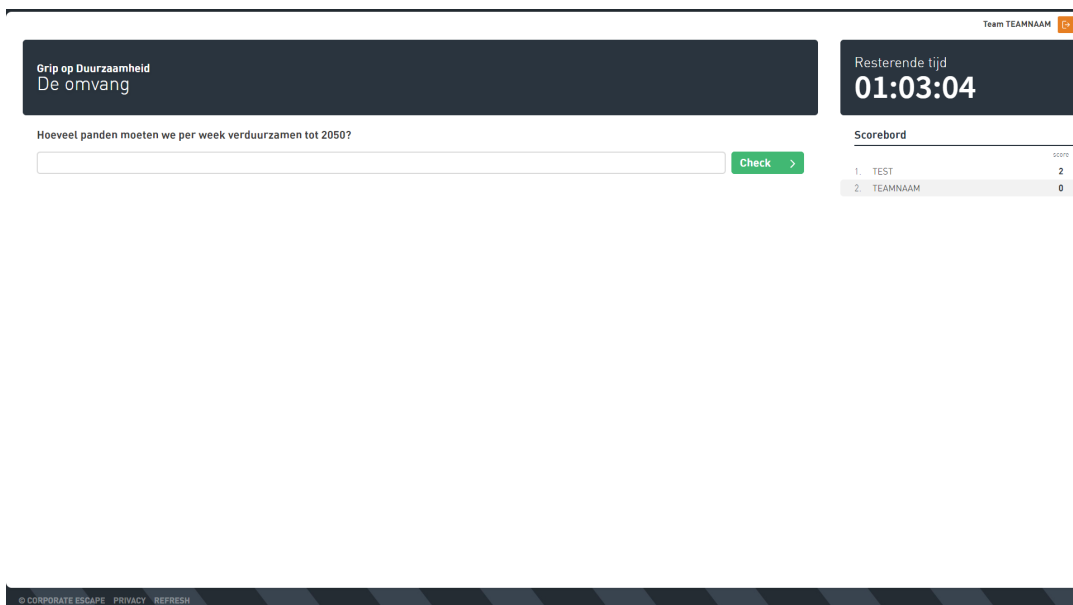 Team TEAMNAAM
Grip op Duurzaamheid
De omvang
Resterende tijd
01:03:04
Hoeveel panden moeten we per week verduurzamen tot 2050?
Check
Scorebord
score
1. TEST 2
2. TEAMNAAM 0
© CORPORATE ESCAPE PRIVACY REFRESH